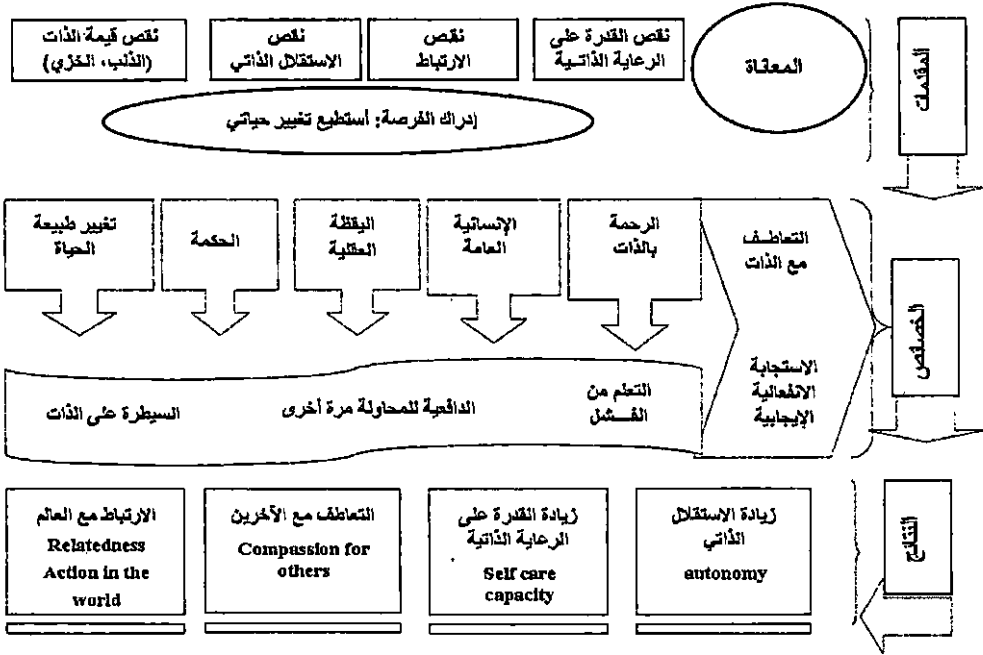 المقدمات
المعاناة
نقص القدرة على
الرعاية الذاتية
نقص
الارتباط
نقص
الاستقلال الذاتي
نقص قيمة الذات
(الذنب، الخزي)
إدراك الفرصة: أستطيع تغيير حياتي
الخصائص
التعاطف
مع الذات
الرحمة
بالذات
الإنسانية
العامة
اليقظة
العقلية
الحكمة
تغيير طبيعة
الحياة
الاستجابة
الانفعالية
الإيجابية
التعلم من
الفشل
الدافعية للمحاولة مرة أخرى
السيطرة على الذات
النتائج
زيادة الاستقلال
الذاتي
autonomy
زيادة القدرة على
الرعاية الذاتية
Self care
capacity
التعاطف مع الآخرين
Compassion for
others
الارتباط مع العالم
Relatedness
Action in the
world